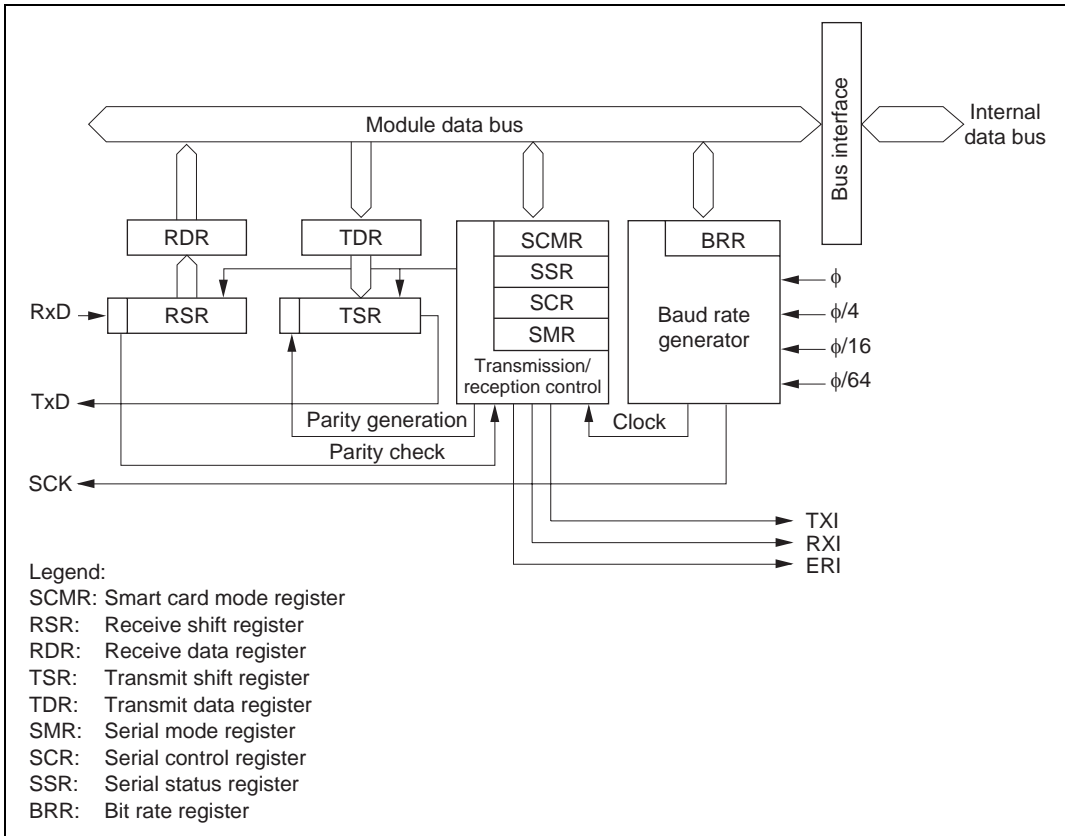 Module data bus
Bus interface
Internal
data bus
RDR
TDR
SCMR
SSR
SCR
SMR
Transmission/
reception control
BRR
Baud rate
generator
ϕ
ϕ/4
ϕ/16
ϕ/64
RxD
RSR
TSR
TxD
Parity generation
Clock
Parity check
SCK
TXI
RXI
ERI
Legend:
SCMR: Smart card mode register
RSR: Receive shift register
RDR: Receive data register
TSR: Transmit shift register
TDR: Transmit data register
SMR: Serial mode register
SCR: Serial control register
SSR: Serial status register
BRR: Bit rate register